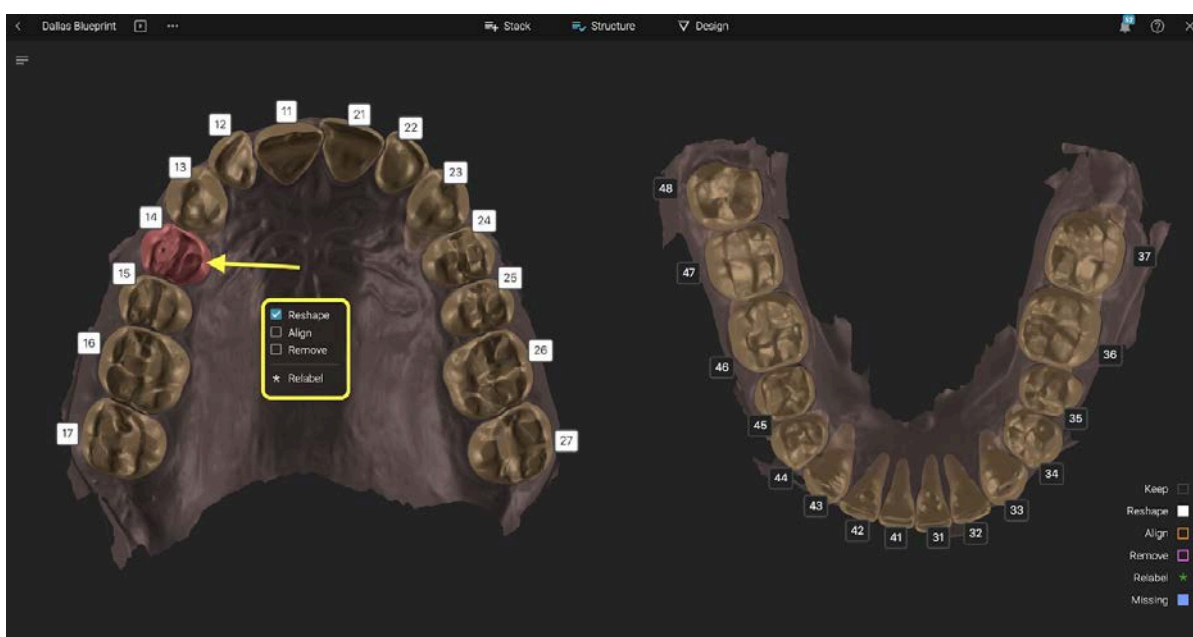 Dallas Blueprint
Stack
Structure
Design
12
11
21
22
13
23
14
24
15
25
16
26
17
27
Reshape
Align
Remove
Relabel
48
47
46
45
44
43
42
41
31
32
33
34
35
36
37
Keep
Reshape
Align
Remove
Relabel
Missing